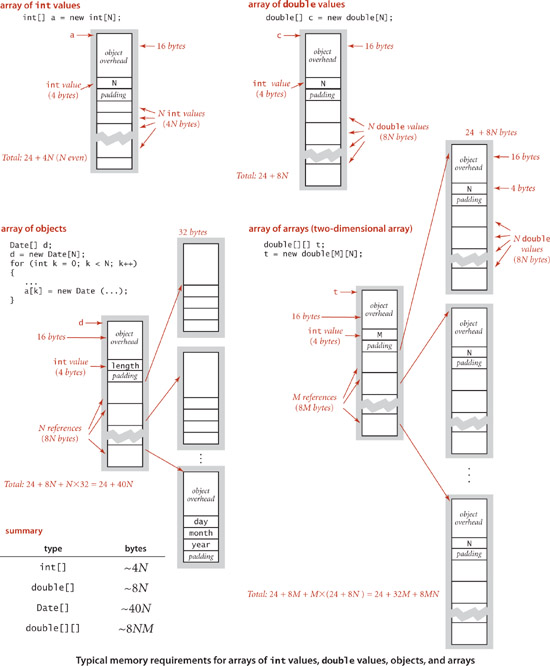 array of int values
int[] a = new int[N];
a
object
overhead
16 bytes
int value
(4 bytes)
N
padding
N int values
(4N bytes)
Total: 24 + 4N (N even)
array of double values
double[] c = new double[N];
c
object
overhead
16 bytes
int value
(4 bytes)
N
padding
N double values
(8N bytes)
Total: 24 + 8N
array of objects
Date[] d;
d = new Date[N];
for (int k = 0; k < N; k++)
{
...
a[k] = new Date (...);
}
32 bytes
d
16 bytes
object
overhead
int value
(4 bytes)
length
padding
N references
(8N bytes)
Total: 24 + 8N + N×32 = 24 + 40N
object
overhead
day
month
year
padding
array of arrays (two-dimensional array)
double[][] t;
t = new double[M][N];
t
16 bytes
object
overhead
int value
(4 bytes)
M
padding
M references
(8M bytes)
24 + 8N bytes
object
overhead
16 bytes
N
4 byte
padding
N double
values
(8N bytes)
object
overhead
N
padding
object
overhead
N
padding
Total: 24 + 8M + M×(24 + 8N) = 24 + 32M + 8MN
summary
type bytes
int[] ~4N
double[] ~8N
Date[] ~40N
double[][] ~8NM
Typical memory requirements for arrays of int values, double values, objects, and arrays